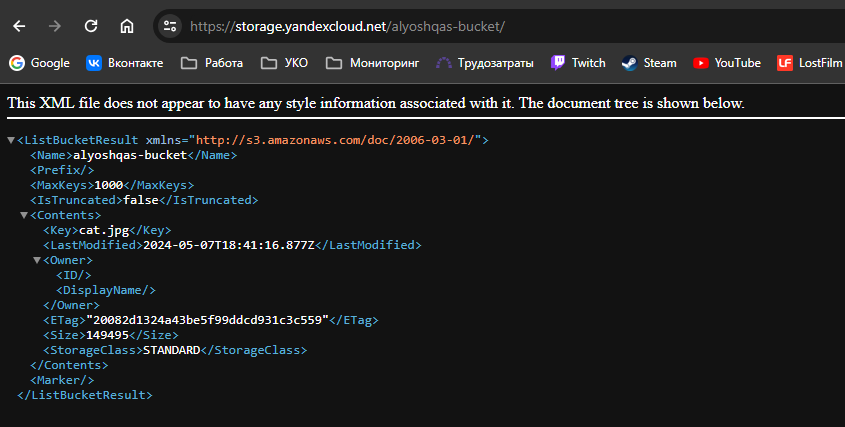 https://storage.yandexcloud.net/alyoshqas-bucket/
Google Вконтакте Работа УКО Мониторинг Трудозатраты Twitch Steam YouTube LF LostFilm
This XML file does not appear to have any style information associated with it. The document tree is shown below.
<ListBucketResult xmlns="http://s3.amazonaws.com/doc/2006-03-01/">
<Name>alyoshqas-bucket</Name>
<Prefix/>
<MaxKeys>1000</MaxKeys>
<IsTruncated>false</IsTruncated>
<Contents>
<Key>cat.jpg</Key>
<LastModified>2024-05-07T18:41:16.877Z</LastModified>
<Owner>
<ID/>
<DisplayName/>
</Owner>
<ETag>"20082d1324a43be5f99ddcd931c3c559"</ETag>
<Size>149495</Size>
<StorageClass>STANDARD</StorageClass>
</Contents>
<Marker/>
</ListBucketResult>